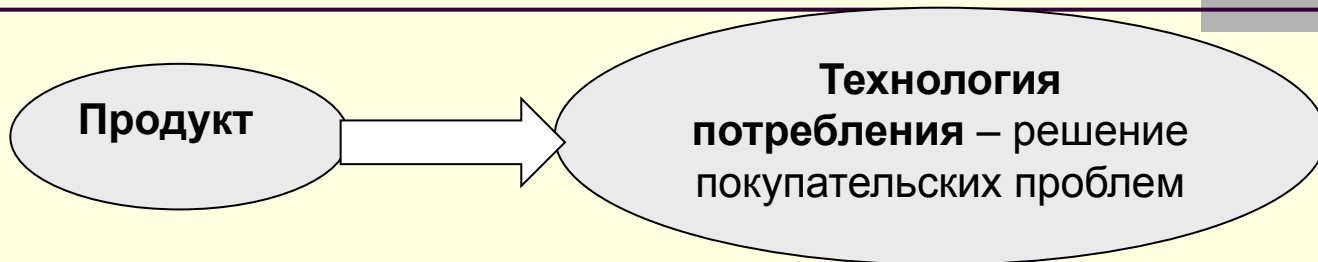 Продукт
Технология
потребления – решение
покупательских проблем